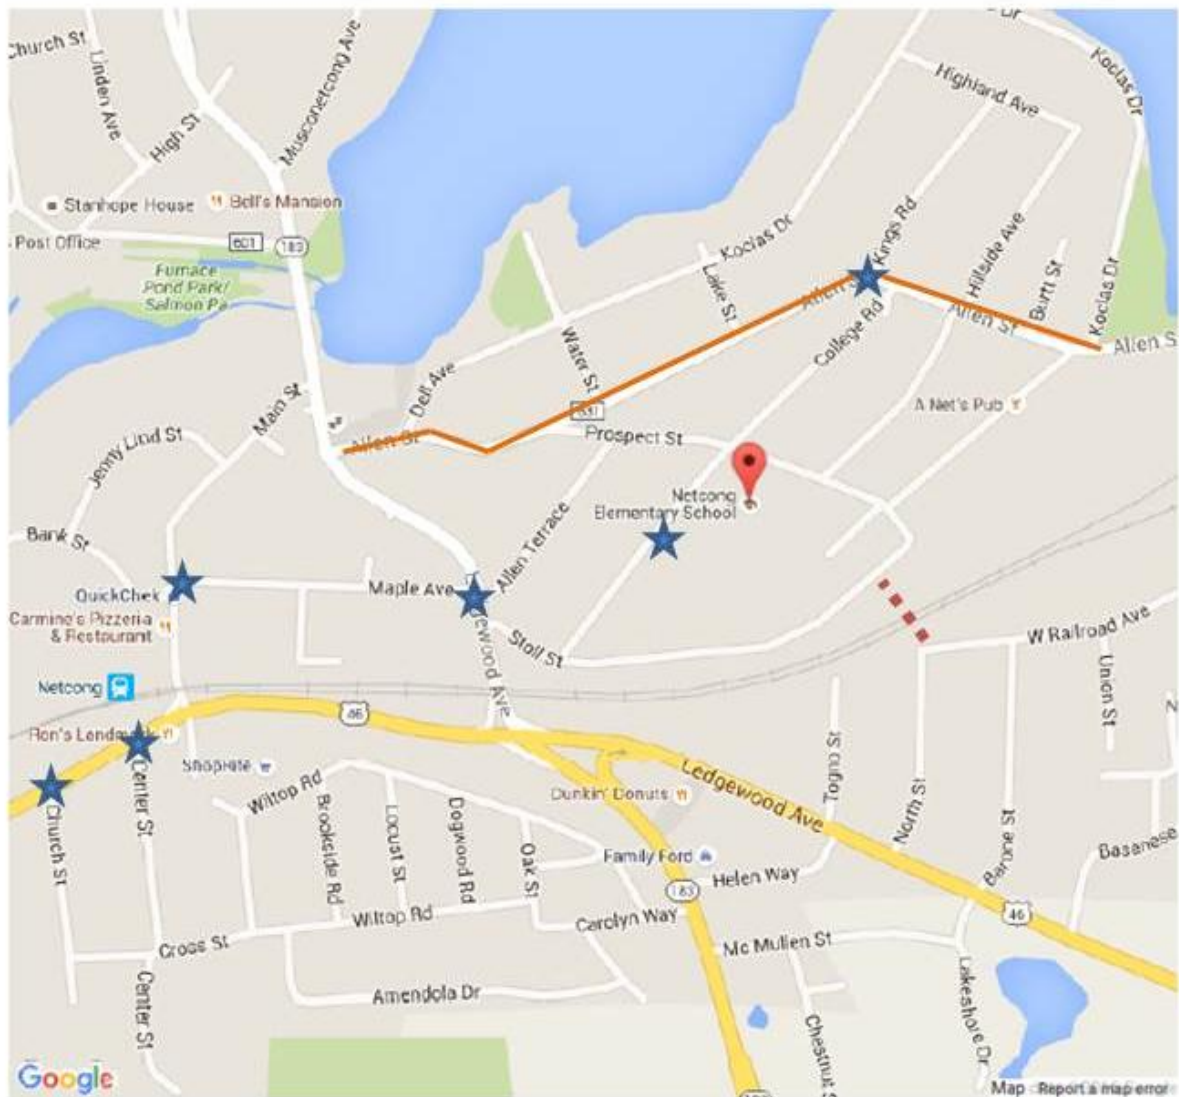 Church St
Linden Ave
High St
Musconetcong Ave
Dr
Koclas Dr
Highland Ave
Stanhope House
Bell's Mansion
Post Office
601
183
Furnace
Pond Park/
Salmon Pa
Koclas Dr
Kings Rd
Lake St
Hillside Ave
Burti St
Koclas Dr
Allen St
Allen S
Water St
College Rd
Dell Ave
A Net's Pub
Main St
Allen St
631
Prospect St
Jenny Lind St
Netcong
Elementary School
Bank St
Allen Terrace
QuickChek
Maple Ave
Carmine's Pizzeria
& Restaurant
Stoll St
W Railroad Ave
Union St
Netcong
46
Ron's Landmark
Center St
ShopRite
Ledgewood Ave
Wiltop Rd
Dunkin' Donuts
Togno St
North St
Barone St
Church St
Brookside Rd
Locust St
Dogwood Rd
Oak St
Family Ford
Helen Way
Basanese
183
46
Wiltop Rd
Carolyn Way
Cross St
Mc Mullen St
Center St
Amendola Dr
Lakeshore Dr
Chestnut S
Google
Map
Report a map error